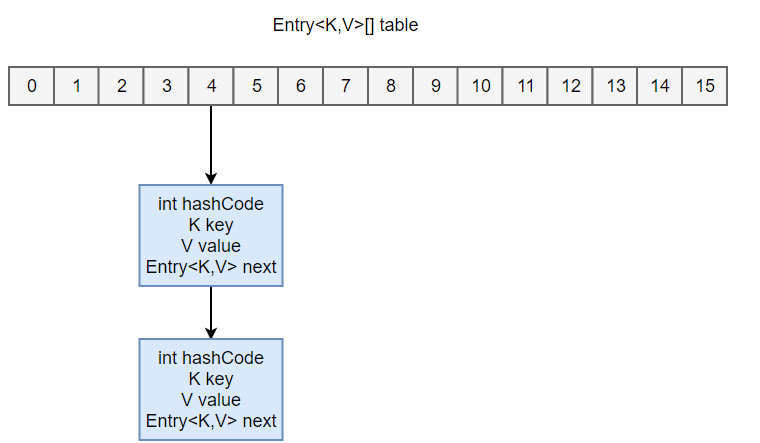 Entry<K,V>[] table
0 1 2 3 4 5 6 7 8 9 10 11 12 13 14 15
int hashCode
K key
V value
Entry<K,V> next
int hashCode
K key
V value
Entry<K,V> next